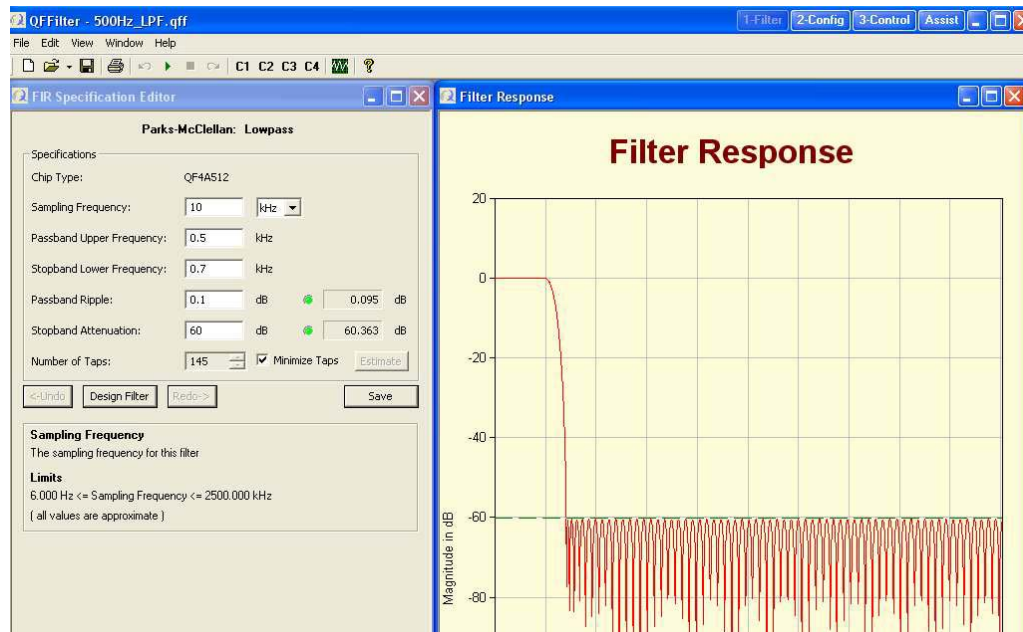 QFFilter - 500Hz_LPF.qff
1-Filter 2-Config 3-Control Assist
File Edit View Window Help
C1 C2 C3 C4
FIR Specification Editor
Parks-McClellan: Lowpass
Specifications
Chip Type: QF4A512
Sampling Frequency: 10 kHz
Passband Upper Frequency: 0.5 kHz
Stopband Lower Frequency: 0.7 kHz
Passband Ripple: 0.1 dB 0.095 dB
Stopband Attenuation: 60 dB 60.363 dB
Number of Taps: 145 Minimize Taps Estimate
<-Undo Design Filter Redo-> Save
Sampling Frequency
The sampling frequency for this filter
Limits
6.000 Hz <= Sampling Frequency <= 2500.000 kHz
( all values are approximate )
Filter Response
Filter Response
20
0
-20
-40
-60
-80
Magnitude in dB